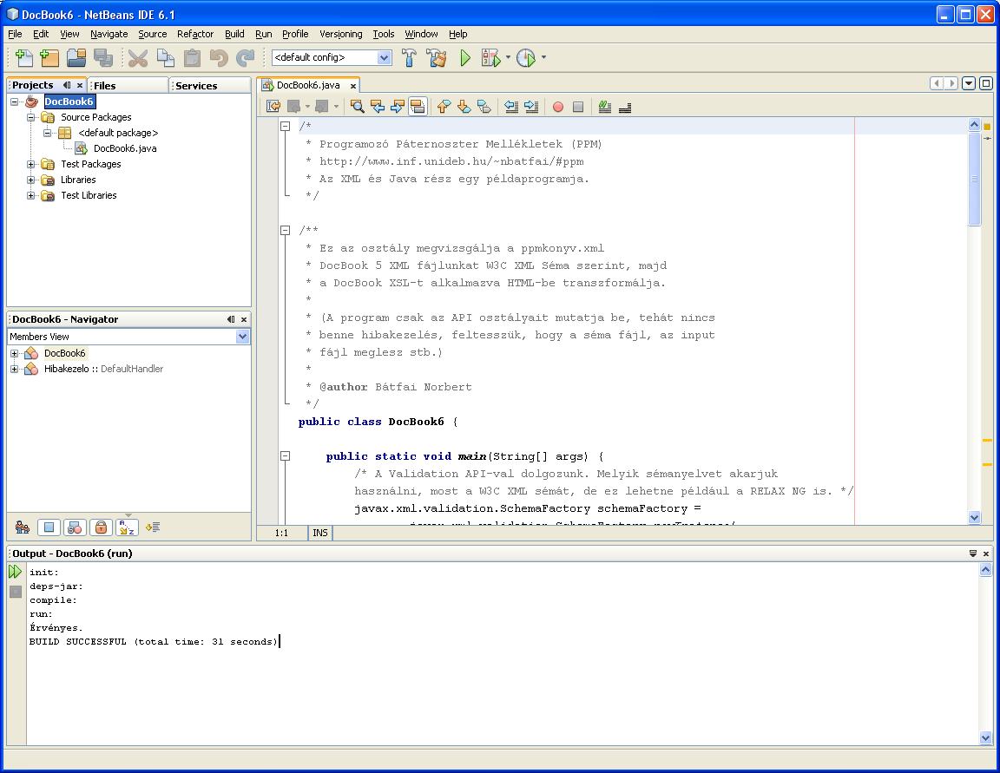 DocBook6 - NetBeans IDE 6.1
File Edit View Navigate Source Refactor Build Run Profile Versioning Tools Window Help
<default config>
Projects Files Services
DocBook6
Source Packages
<default package>
DocBook6.java
Test Packages
Libraries
Test Libraries
DocBook6 - Navigator
Members View
DocBook6
Hibakezelo :: DefaultHandler
DocBook6.java
/*
* Programozó Páternoszter Mellékletek (PPM)
* http://www.inf.unideb.hu/~nbatfai/#ppm
* Az XML és Java rész egy példaprogramja.
*/
/**
* Ez az osztály megvizsgálja a ppmkonyv.xml
* DocBook 5 XML fájlunkat W3C XML Séma szerint, majd
* a DocBook XSL-t alkalmazva HTML-be transzformálja.
*
* (A program csak az API osztályait mutatja be, tehát nincs
* benne hibakezelés, feltesszük, hogy a séma fájl, az input
* fájl meglesz stb.)
*
* @author Bátfai Norbert
*/
public class DocBook6 {
public static void main(String[] args) {
/* A Validation API-val dolgozunk. Melyik sémanyelvet akarjuk
használni, most a W3C XML sémát, de ez lehetne például a RELAX NG is. */
javax.xml.validation.SchemaFactory schemaFactory =
1:1 INS
Output - DocBook6 (run)
init:
deps-jar:
compile:
run:
Érvényes.
BUILD SUCCESSFUL (total time: 31 seconds)